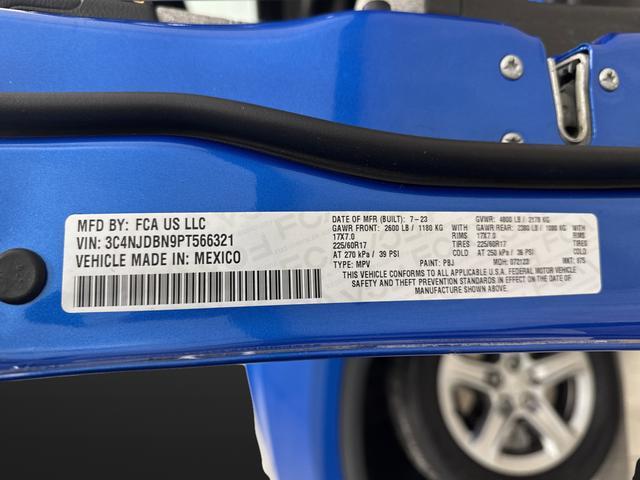 MFD BY: FCA US LLC
VIN: 3C4NJDBN9PT566321
VEHICLE MADE IN: MEXICO
DATE OF MFR (BUILT): 7-23 GVWR: 4800 LB / 2178 KG
GAWR FRONT: 2600 LB / 1180 KG WITH GAWR REAR: 2380 LB / 1080 KG WITH
17X7.0 RIMS 17X7.0 RIMS
225/60R17 TIRES 225/60R17 TIRES
AT 270 kPa / 39 PSI COLD AT 250 kPa / 36 PSI COLD
TYPE: MPV PAINT: PBJ MDH: 072123 MKT: 975
THIS VEHICLE CONFORMS TO ALL APPLICABLE U.S.A. FEDERAL MOTOR VEHICLE
SAFETY AND THEFT PREVENTION STANDARDS IN EFFECT ON THE DATE OF
MANUFACTURE SHOWN ABOVE.